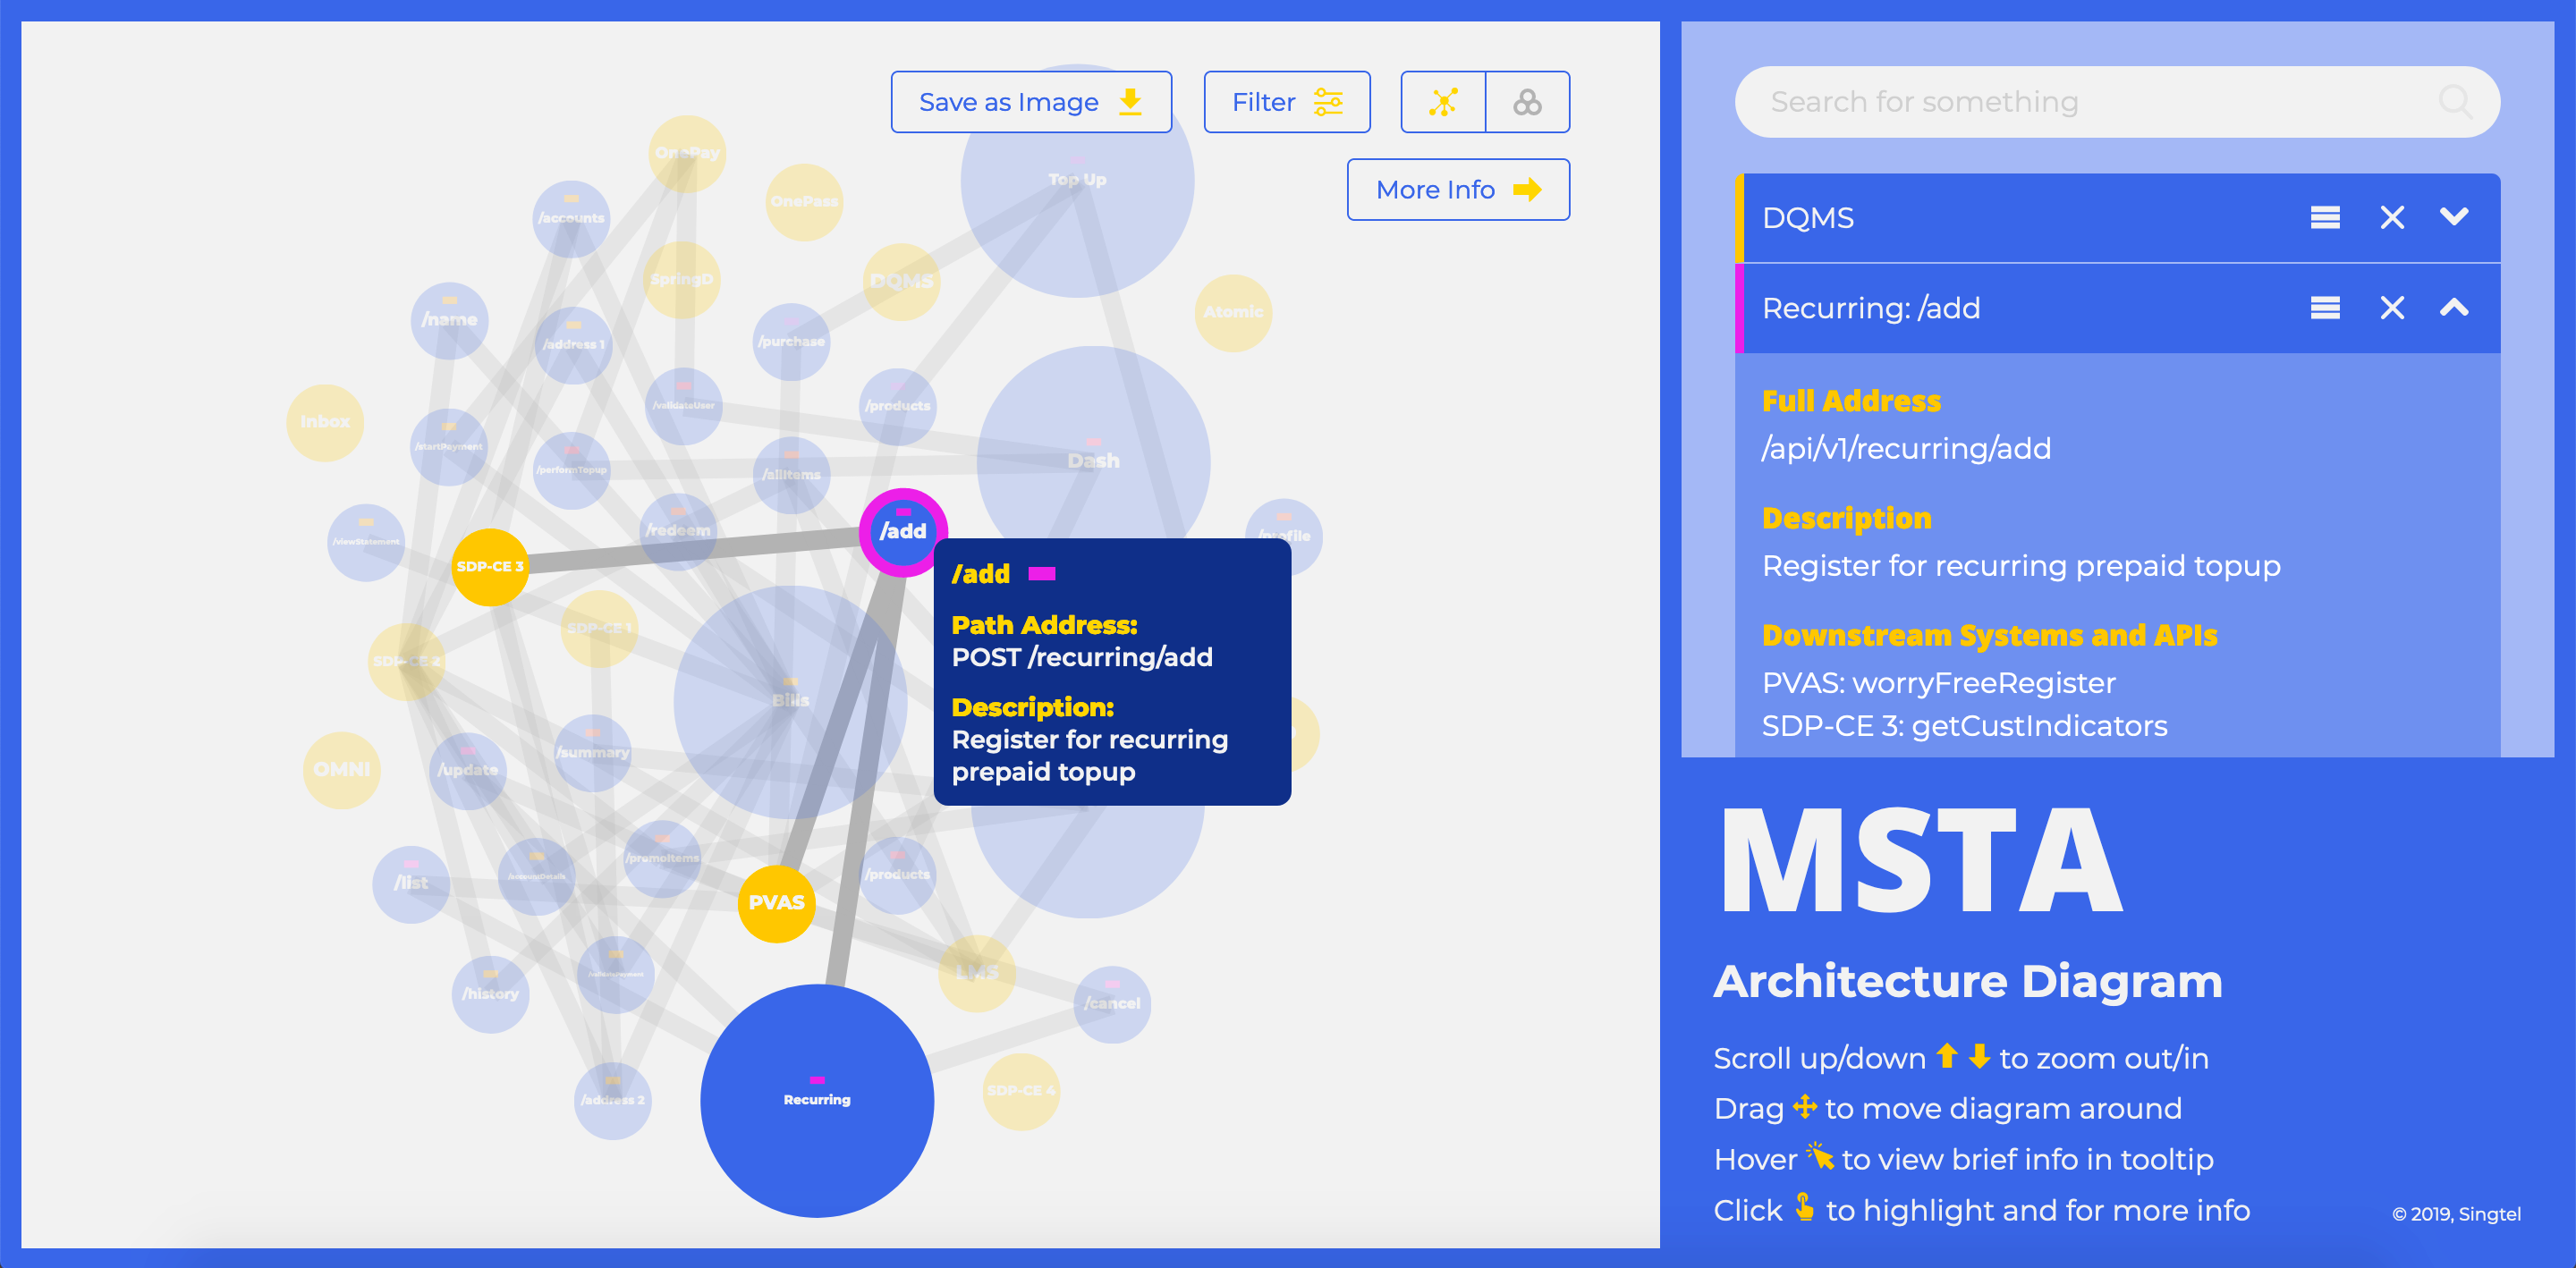 Save as Image
Filter
More Info
OnePay
OnePass
Top Up
/accounts
SpringD
DQMS
Atomic
/name
/address 1
/purchase
Inbox
/validateUser
/products
/startPayment
/performTopup
/allItems
Dash
/viewStatement
/redeem
/add
/profile
SDP-CE 3
SDP-CE 1
SDP-CE 2
Bills
/add
Path Address:
POST /recurring/add
Description:
Register for recurring
prepaid topup
OMNI
/update
/summary
/list
/accountDetails
/promoItems
/products
PVAS
/history
/validatePayment
LMS
/cancel
/address 2
Recurring
SDP-CE 4
Search for something
DQMS
Recurring: /add
Full Address
/api/v1/recurring/add
Description
Register for recurring prepaid topup
Downstream Systems and APIs
PVAS: worryFreeRegister
SDP-CE 3: getCustIndicators
MSTA
Architecture Diagram
Scroll up/down to zoom out/in
Drag to move diagram around
Hover to view brief info in tooltip
Click to highlight and for more info
© 2019, Singtel